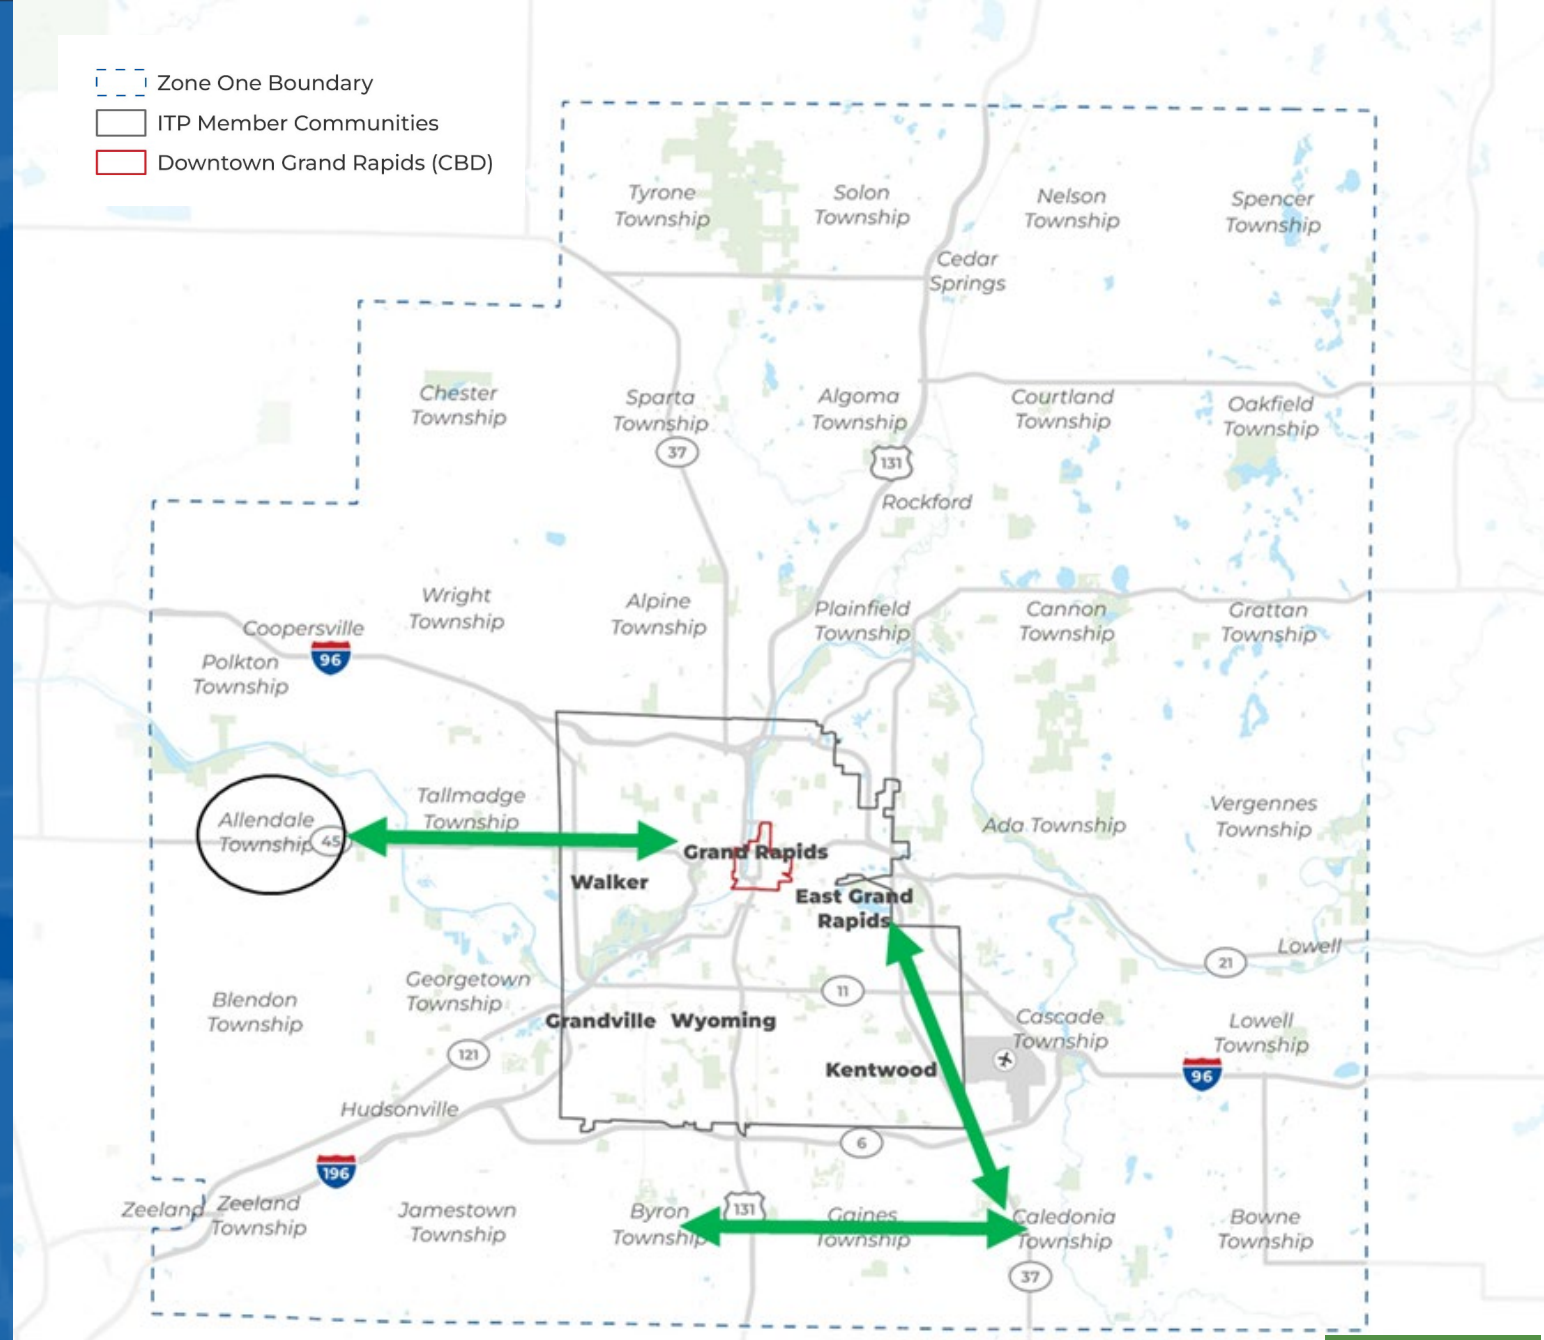 Zone One Boundary
ITP Member Communities
Downtown Grand Rapids (CBD)
Tyrone
Township
Solon
Township
Nelson
Township
Spencer
Township
Cedar
Springs
Chester
Township
Sparta
Township
Algoma
Township
Courtland
Township
Oakfield
Township
37
131
Rockford
Wright
Township
Alpine
Township
Plainfield
Township
Cannon
Township
Grattan
Township
Coopersville
96
Polkton
Township
Allendale
Township
45
Tallmadge
Township
Grand Rapids
Ada Township
Vergennes
Township
Walker
East Grand
Rapids
Lowell
21
Blendon
Township
Georgetown
Township
11
Grandville
Wyoming
Cascade
Township
Lowell
Township
121
Kentwood
96
Hudsonville
6
196
Zeeland
Zeeland
Township
Jamestown
Township
Byron
Township
131
Gaines
Township
Caledonia
Township
Bowne
Township
37